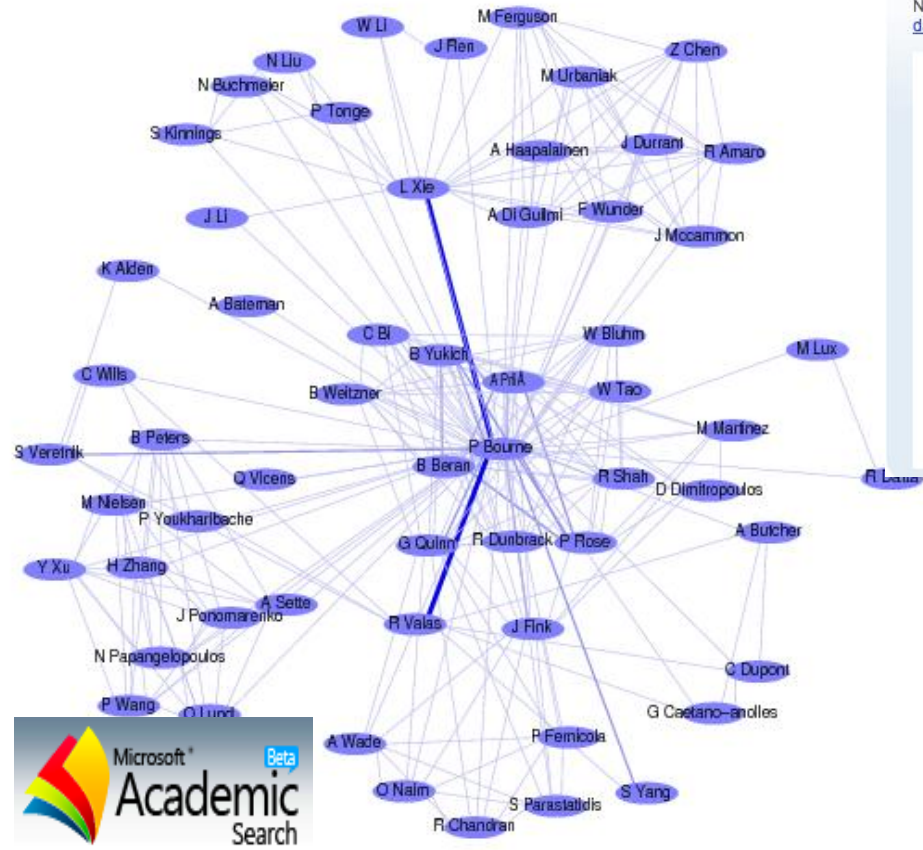 N
d
M Ferguson
W Li
J Ren
Z Chen
N Liu
M Urbaniak
N Buchmeier
P Tonge
S Kinnings
A Haapalainen
J Durrant
R Amaro
L Xie
J Li
A Di Guilmi
F Wunder
J Mccammon
K Alden
A Bateman
C Bi
W Bluhm
B Yukich
M Lux
C Wills
A PrilÂ
B Weitzner
W Tao
M Martinez
B Peters
P Bourne
S Veretnik
B Beran
Q Vicens
R Shah
D Dimitropoulos
M Nielsen
P Youkharibache
A Butcher
G Quinn
R Dunbrack
P Rose
Y Xu
H Zhang
A Sette
J Ponomarenko
R Valas
J Fink
N Papangelopoulos
C Dupont
P Wang
O Lund
G Caetano-anolles
Microsoft®
Beta
Academic
Search
A Wade
P Fernicola
O Naim
S Parastatidis
S Yang
R Chandran